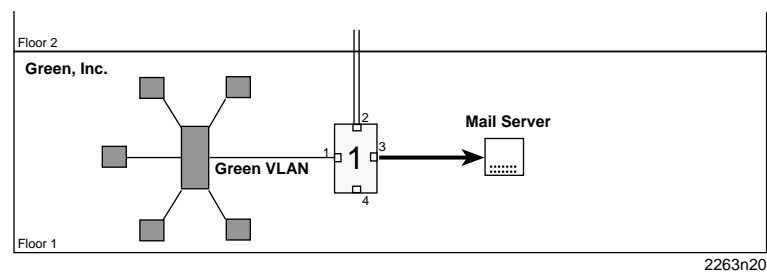 Floor 2
Green, Inc.
2
Mail Server
1
1
3
Green VLAN
4
Floor 1
2263n20